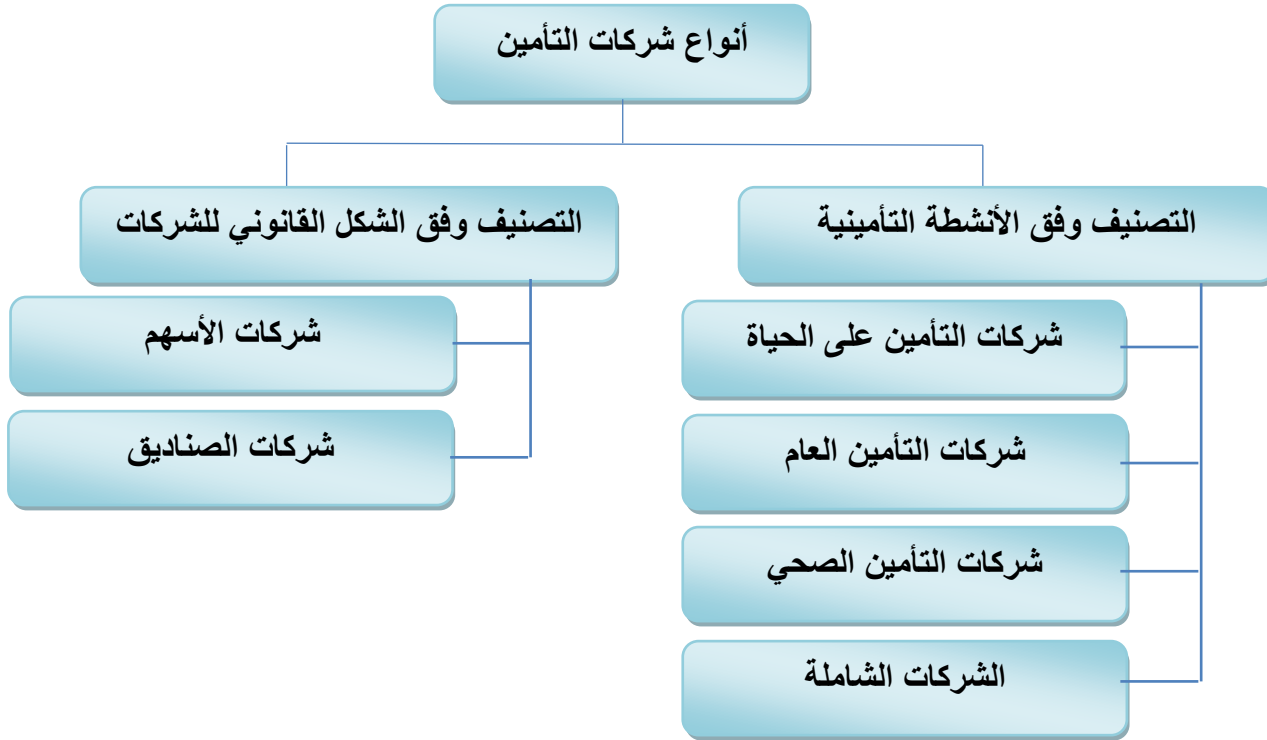 أنواع شركات التأمين
التصنيف وفق الأنشطة التأمينية
شركات التأمين على الحياة
شركات التأمين العام
شركات التأمين الصحي
الشركات الشاملة
التصنيف وفق الشكل القانوني للشركات
شركات الأسهم
شركات الصناديق